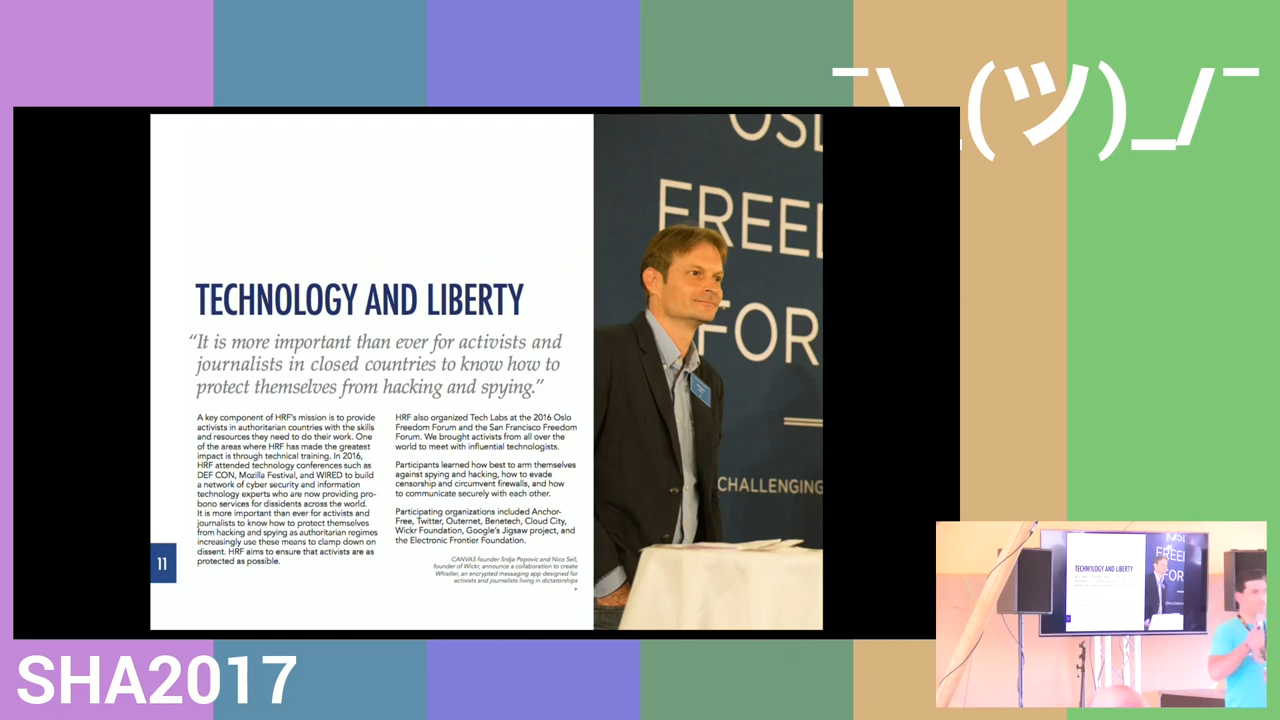 ¯\_(ツ)_/¯
OSL
FREE
FOR
CHALLENGING
TECHNOLOGY AND LIBERTY
“It is more important than ever for activists and
journalists in closed countries to know how to
protect themselves from hacking and spying.”
A key component of HRF's mission is to provide
activists in authoritarian countries with the skills
and resources they need to do their work. One
of the areas where HRF has made the greatest
impact is through technical training. In 2016,
HRF attended technology conferences such as
DEF CON, Mozilla Festival, and WIRED to build
a network of cyber security and information
technology experts who are now providing pro-
bono services for dissidents across the world.
It is more important than ever for activists and
journalists to know how to protect themselves
from hacking and spying as authoritarian regimes
increasingly use these means to clamp down on
dissent. HRF aims to ensure that activists are as
protected as possible.
HRF also organized Tech Labs at the 2016 Oslo
Freedom Forum and the San Francisco Freedom
Forum. We brought activists from all over the
world to meet with influential technologists.
Participants learned how best to arm themselves
against spying and hacking, how to evade
censorship and circumvent firewalls, and how
to communicate securely with each other.
Participating organizations included Anchor-
Free, Twitter, Outernet, Benetech, Cloud City,
Wickr Foundation, Google's Jigsaw project, and
the Electronic Frontier Foundation.
CANVAS founder Srdja Popovic and Nico Sell,
founder of Wickr, announce a collaboration to create
Whistler, an encrypted messaging app designed for
activists and journalists living in dictatorships
11
TECHNOLOGY AND LIBERTY
FREE
FOR
CHALLENGING
SHA2017